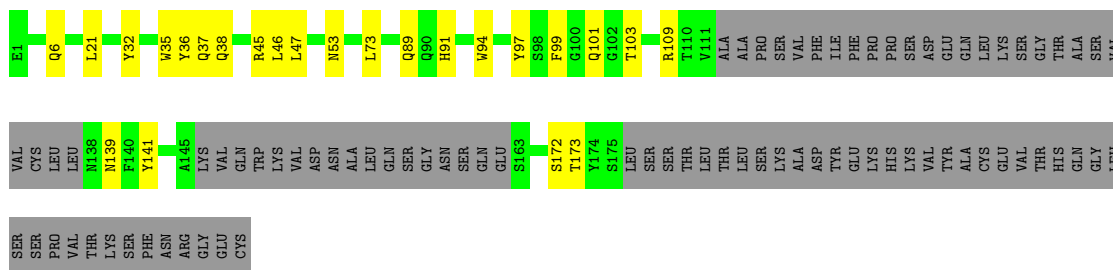 E1 Q6 L21 Y32 W35 Y36 Q37 Q38 R45 L46 L47 N53 L73 Q89 Q90 H91 W94 Y97 S98 F99 G100 Q101 G102 T103 R109 T110 V111 ALA ALA PRO SER VAL PHE ILE PHE PRO PRO SER ASP GLU GLN LEU LYS SER GLY THR ALA SER VAL
VAL CYS LEU LEU N138 N139 F140 Y141 A145 LYS VAL GLN TRP LYS VAL ASP ASN ALA LEU GLN SER GLY ASN SER GLN GLU S163 S172 T173 Y174 S175 LEU SER SER THR LEU THR LEU SER LYS ALA ASP TYR GLU LYS HIS LYS VAL TYR ALA CYS GLU VAL THR HIS GLN GLY LEU
SER SER PRO VAL THR LYS SER PHE ASN ARG GLY GLU CYS